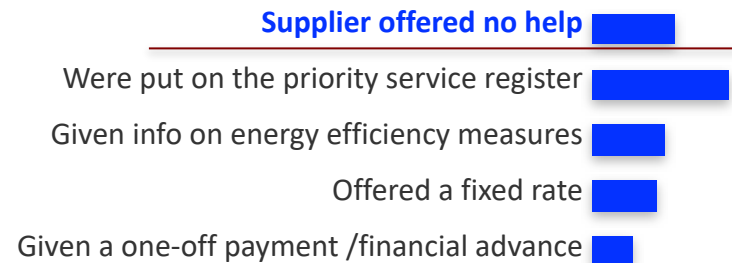 Supplier offered no help
Were put on the priority service register
Given info on energy efficiency measures
Offered a fixed rate
Given a one-off payment /financial advance